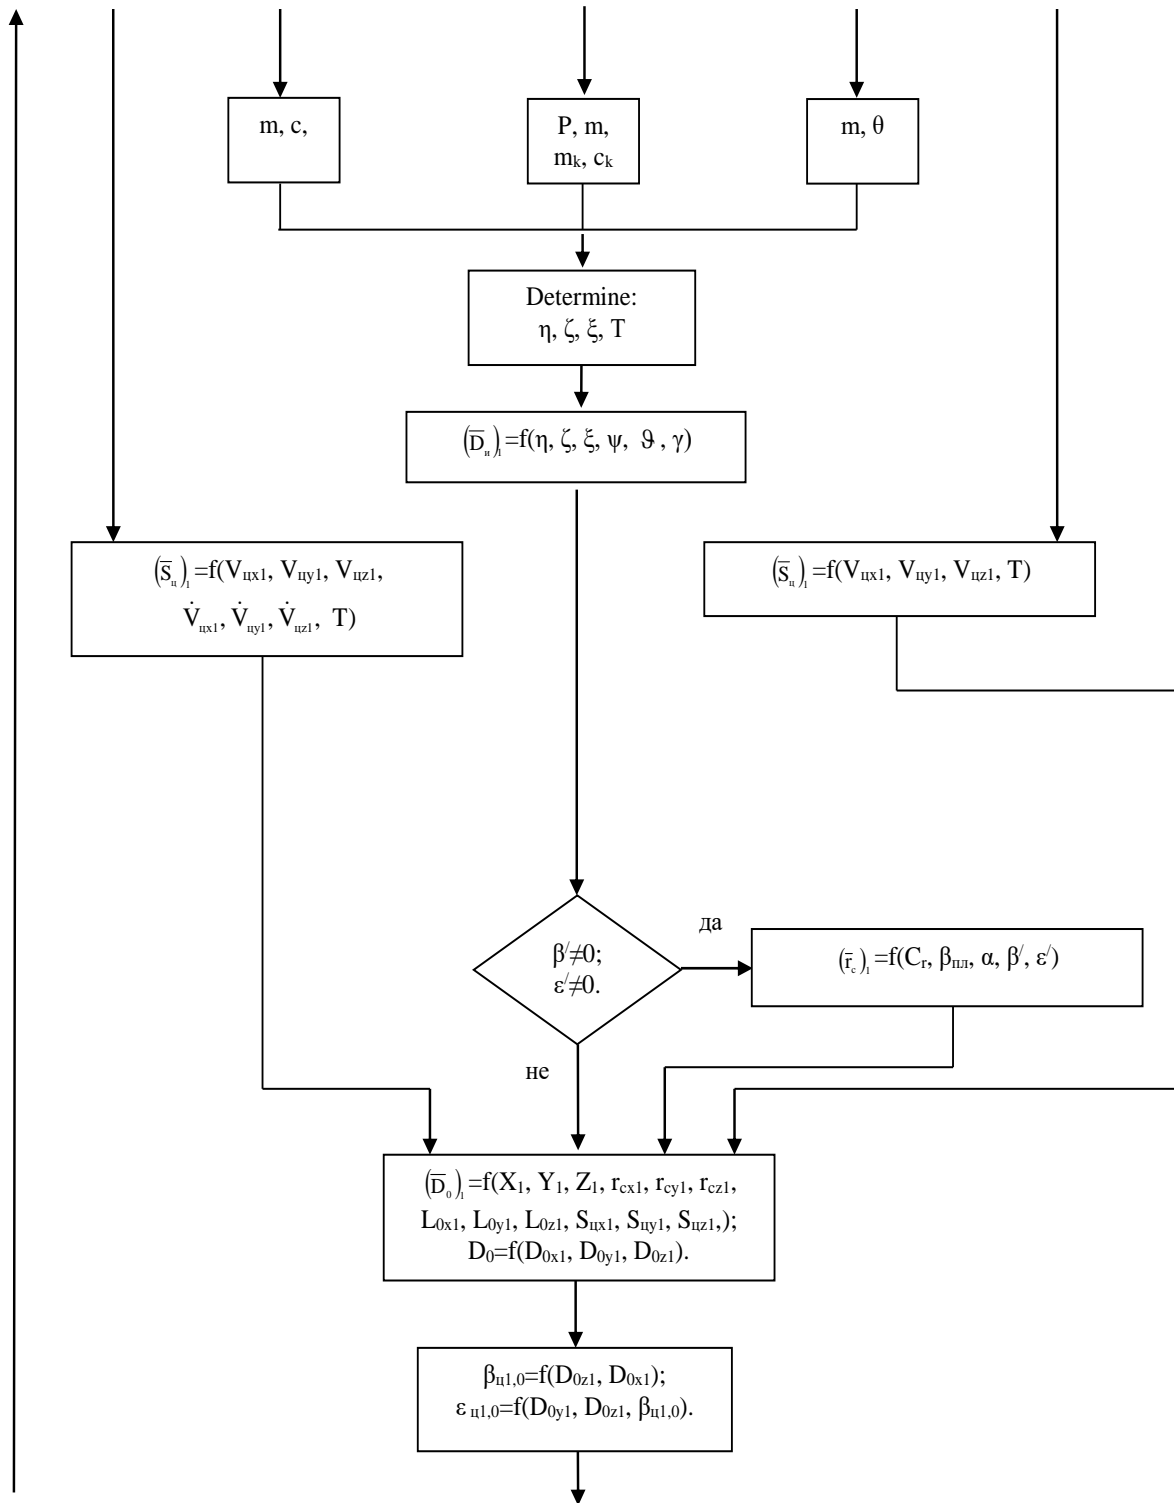 m, c,
P, m,
mₖ, cₖ
m, θ
Determine:
η, ζ, ξ, T
(D̅и)₁=f(η, ζ, ξ, ψ, ϑ, γ)
(S̅ц)₁=f(Vцx1, Vцy1, Vцz1,
V̇цx1, V̇цy1, V̇цz1, T)
(S̅ц)₁=f(Vцx1, Vцy1, Vцz1, T)
да
β′≠0;
ε′≠0.
(r̅c)₁=f(Cr, βпл, α, β′, ε′)
не
(D̅₀)₁=f(X₁, Y₁, Z₁, rcx1, rcy1, rcz1,
L0x1, L0y1, L0z1, Sцx1, Sцy1, Sцz1,);
D₀=f(D0x1, D0y1, D0z1).
βц1,0=f(D0z1, D0x1);
εц1,0=f(D0y1, D0z1, βц1,0).